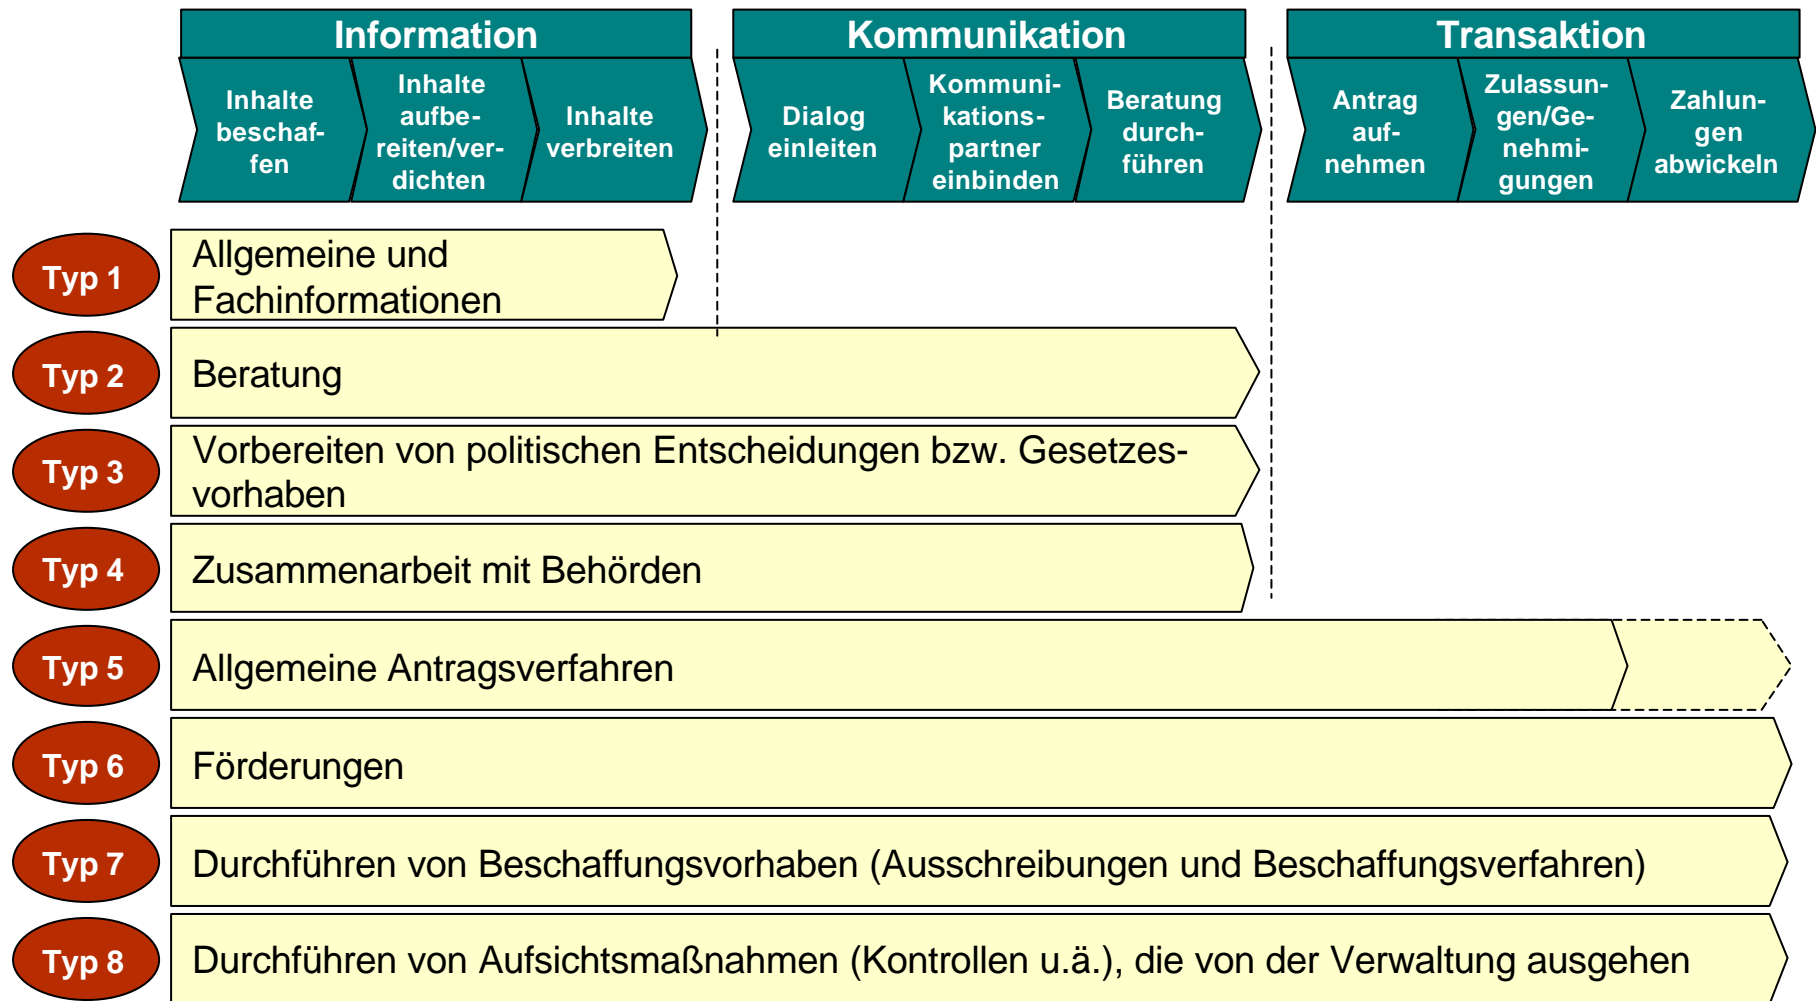 Information
Kommunikation
Transaktion
Inhalte
beschaf-
fen
Inhalte
aufbe-
reiten/ver-
dichten
Inhalte
verbreiten
Dialog
einleiten
Kommuni-
kations-
partner
einbinden
Beratung
durch-
führen
Antrag
auf-
nehmen
Zulassun-
gen/Ge-
nehmi-
gungen
Zahlun-
gen
abwickeln
Typ 1
Allgemeine und
Fachinformationen
Typ 2
Beratung
Typ 3
Vorbereiten von politischen Entscheidungen bzw. Gesetzes-
vorhaben
Typ 4
Zusammenarbeit mit Behörden
Typ 5
Allgemeine Antragsverfahren
Typ 6
Förderungen
Typ 7
Durchführen von Beschaffungsvorhaben (Ausschreibungen und Beschaffungsverfahren)
Typ 8
Durchführen von Aufsichtsmaßnahmen (Kontrollen u.ä.), die von der Verwaltung ausgehen